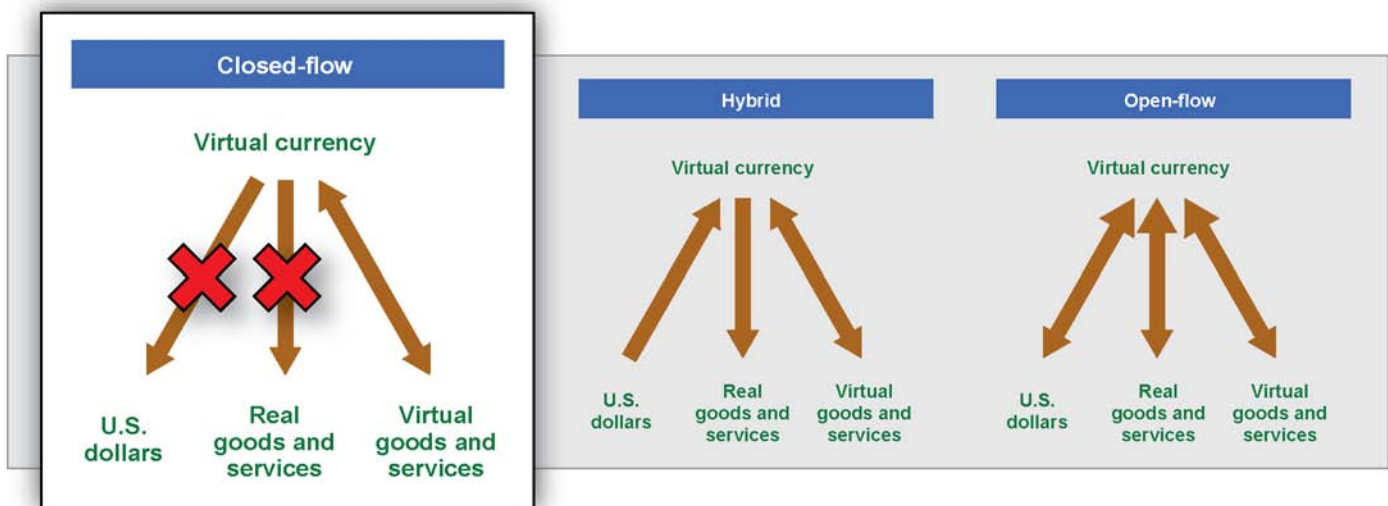 Closed-flow
Virtual currency
U.S.
dollars
Real
goods and
services
Virtual
goods and
services
Hybrid
Virtual currency
U.S.
dollars
Real
goods and
services
Virtual
goods and
services
Open-flow
Virtual currency
U.S.
dollars
Real
goods and
services
Virtual
goods and
services